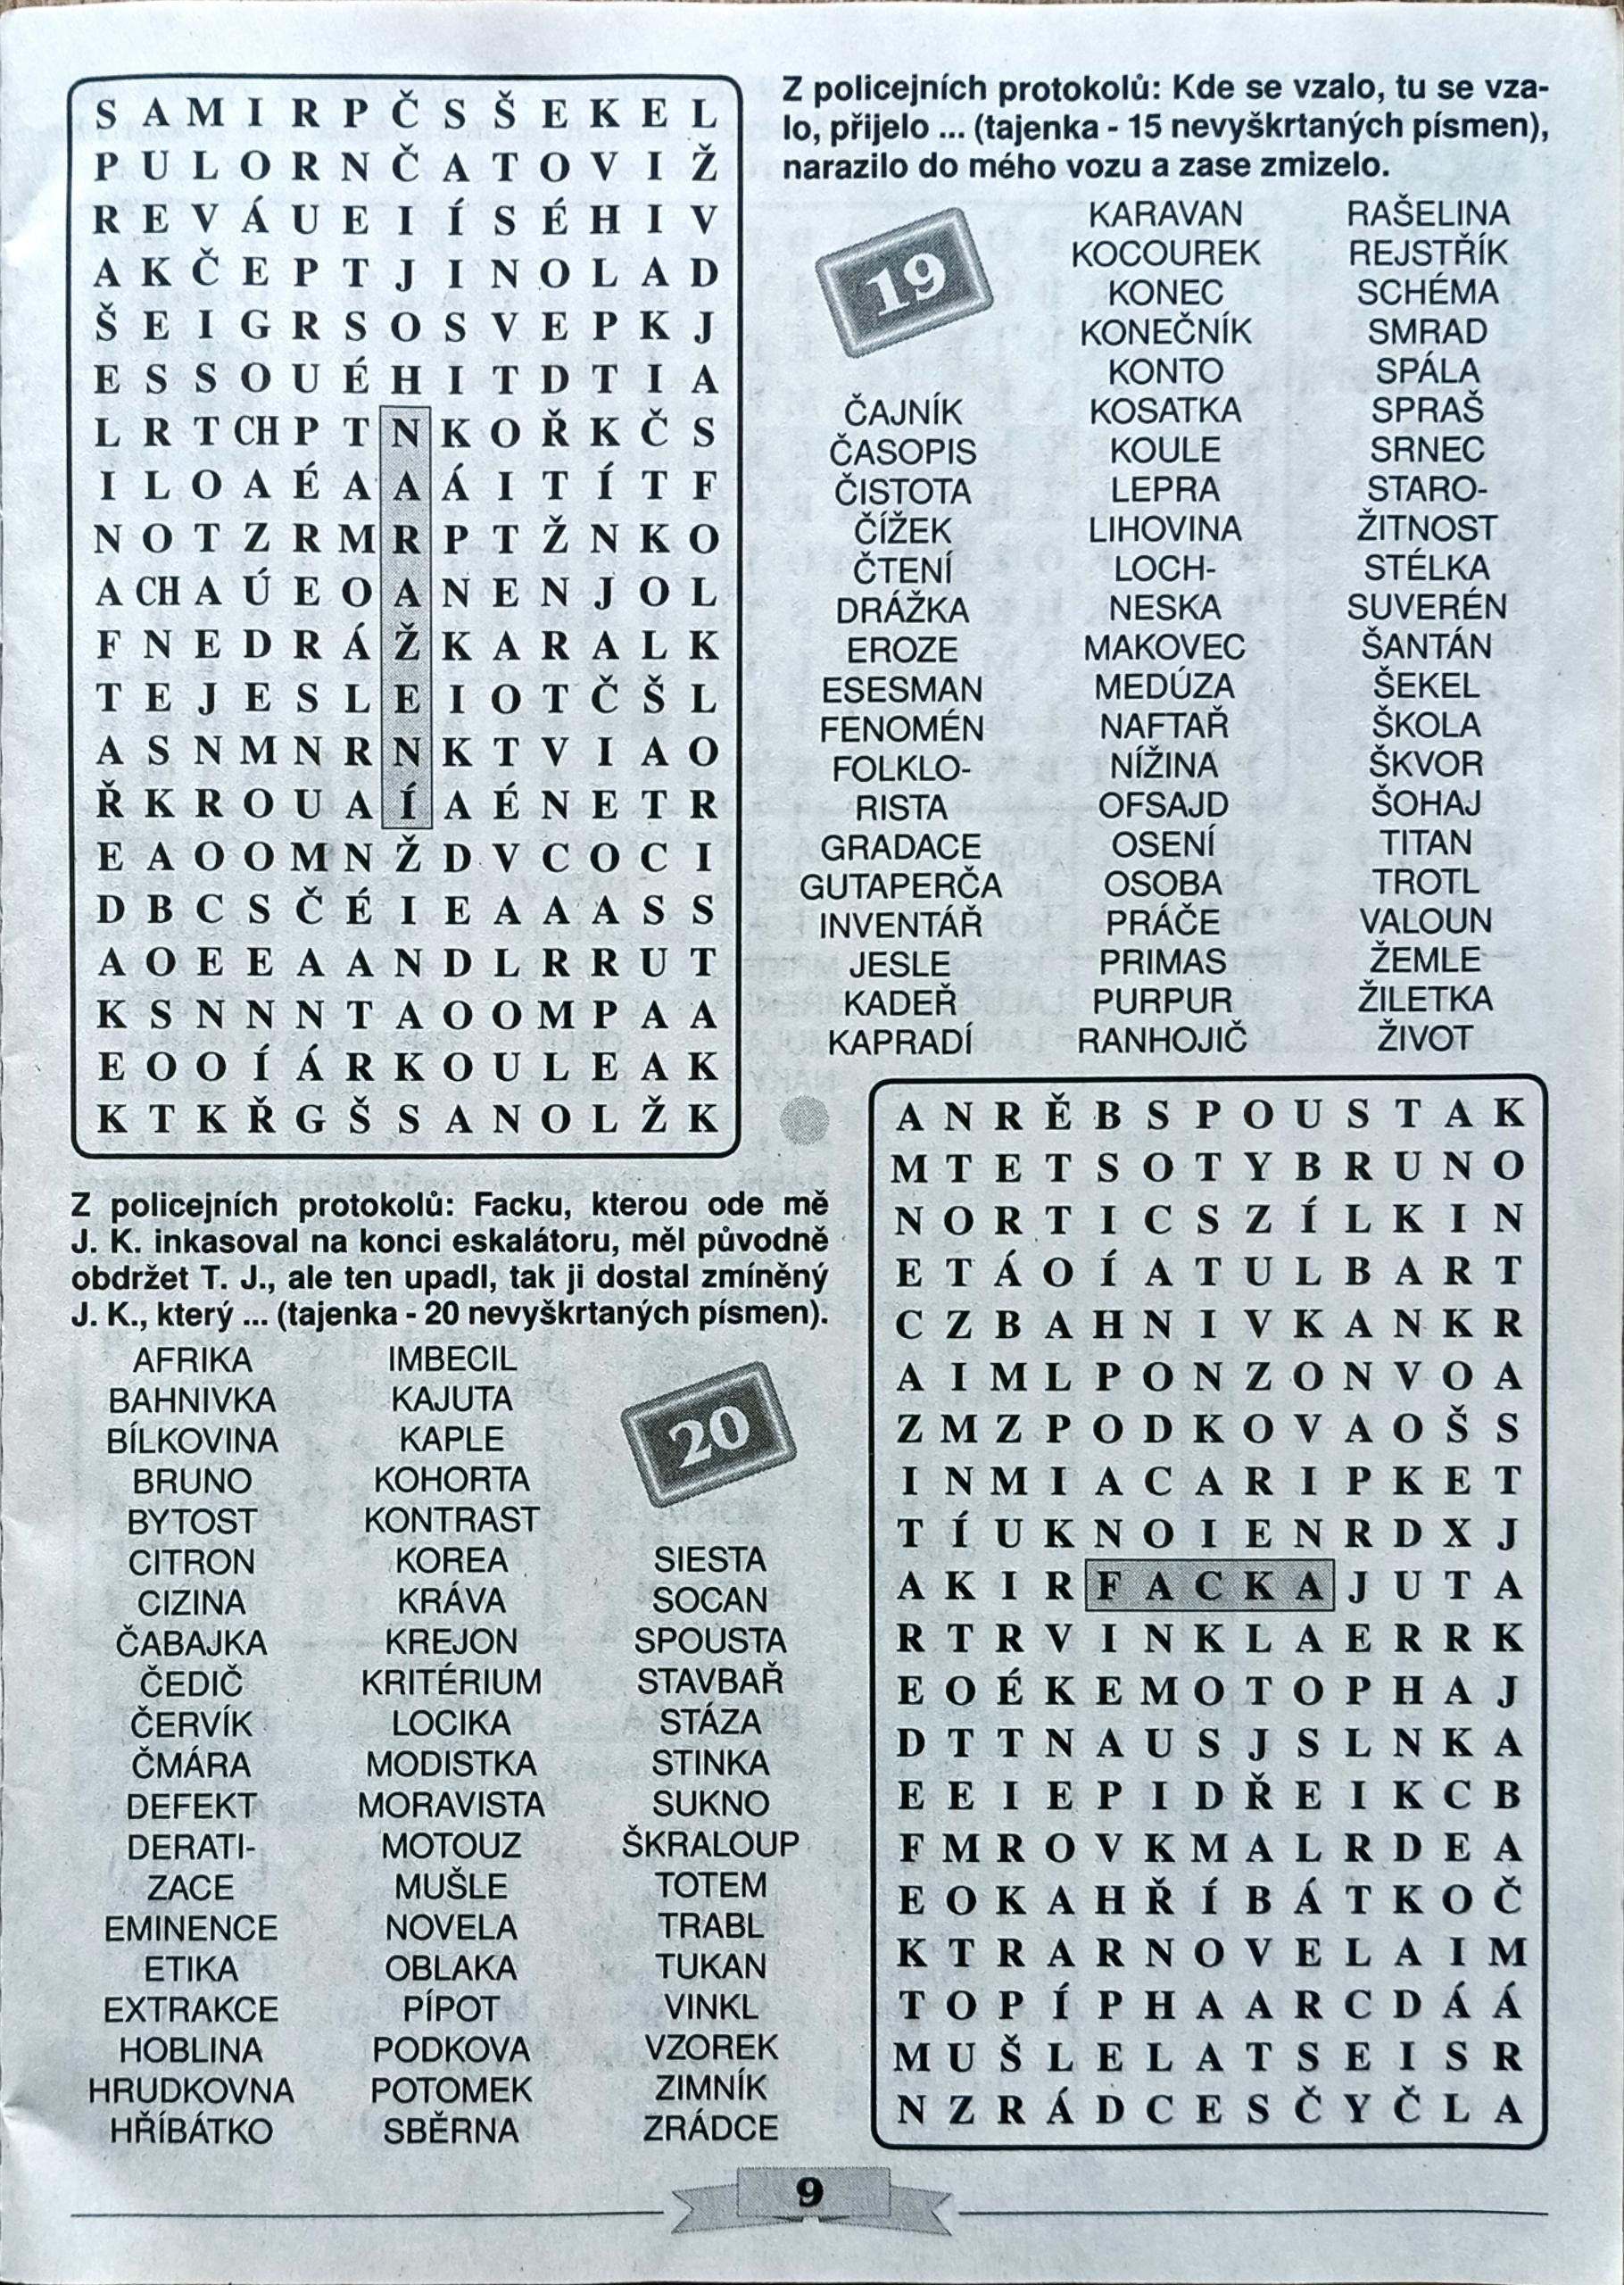 S A M I R P Č S Š E K E L
P U L O R N Č A T O V I Ž
R E V Á U E I Í S É H I V
A K Č E P T J I N O L A D
Š E I G R S O S V E P K J
E S S O U É H I T D T I A
L R T CH P T N K O Ř K Č S
I L O A É A A Á I T Í T F
N O T Z R M R P T Ž N K O
A CH A Ú E O A N E N J O L
F N E D R Á Ž K A R A L K
T E J E S L E I O T Č Š L
A S N M N R N K T V I A O
Ř K R O U A Í A É N E T R
E A O O M N Ž D V C O C I
D B C S Č É I E A A A S S
A O E E A A N D L R R U T
K S N N N T A O O M P A A
E O O Í Á R K O U L E A K
K T K Ř G Š S A N O L Ž K
Z policejních protokolů: Kde se vzalo, tu se vza-
lo, přijelo ... (tajenka - 15 nevyškrtaných písmen),
narazilo do mého vozu a zase zmizelo.
19
ČAJNÍK
ČASOPIS
ČISTOTA
ČÍŽEK
ČTENÍ
DRÁŽKA
EROZE
ESESMAN
FENOMÉN
FOLKLO-
RISTA
GRADACE
GUTAPERČA
INVENTÁŘ
JESLE
KADEŘ
KAPRADÍ
KARAVAN
KOCOUREK
KONEC
KONEČNÍK
KONTO
KOSATKA
KOULE
LEPRA
LIHOVINA
LOCH-
NESKA
MAKOVEC
MEDÚZA
NAFTAŘ
NÍŽINA
OFSAJD
OSENÍ
OSOBA
PRÁČE
PRIMAS
PURPUR
RANHOJIČ
RAŠELINA
REJSTŘÍK
SCHÉMA
SMRAD
SPÁLA
SPRAŠ
SRNEC
STARO-
ŽITNOST
STÉLKA
SUVERÉN
ŠANTÁN
ŠEKEL
ŠKOLA
ŠKVOR
ŠOHAJ
TITAN
TROTL
VALOUN
ŽEMLE
ŽILETKA
ŽIVOT
Z policejních protokolů: Facku, kterou ode mě
J. K. inkasoval na konci eskalátoru, měl původně
obdržet T. J., ale ten upadl, tak ji dostal zmíněný
J. K., který ... (tajenka - 20 nevyškrtaných písmen).
AFRIKA
BAHNIVKA
BÍLKOVINA
BRUNO
BYTOST
CITRON
CIZINA
ČABAJKA
ČEDIČ
ČERVÍK
ČMÁRA
DEFEKT
DERATI-
ZACE
EMINENCE
ETIKA
EXTRAKCE
HOBLINA
HRUDKOVNA
HŘÍBÁTKO
IMBECIL
KAJUTA
KAPLE
KOHORTA
KONTRAST
KOREA
KRÁVA
KREJON
KRITÉRIUM
LOCIKA
MODISTKA
MORAVISTA
MOTOUZ
MUŠLE
NOVELA
OBLAKA
PÍPOT
PODKOVA
POTOMEK
SBĚRNA
20
SIESTA
SOCAN
SPOUSTA
STAVBAŘ
STÁZA
STINKA
SUKNO
ŠKRALOUP
TOTEM
TRABL
TUKAN
VINKL
VZOREK
ZIMNÍK
ZRÁDCE
A N R Ě B S P O U S T A K
M T E T S O T Y B R U N O
N O R T I C S Z Í L K I N
E T Á O Í A T U L B A R T
C Z B A H N I V K A N K R
A I M L P O N Z O N V O A
Z M Z P O D K O V A O Š S
I N M I A C A R I P K E T
T Í U K N O I E N R D X J
A K I R F A C K A J U T A
R T R V I N K L A E R R K
E O É K E M O T O P H A J
D T T N A U S J S L N K A
E E I E P I D Ř E I K C B
F M R O V K M A L R D E A
E O K A H Ř Í B Á T K O Č
K T R A R N O V E L A I M
T O P Í P H A A R C D Á Á
M U Š L E L A T S E I S R
N Z R Á D C E S Č Y Č L A
9